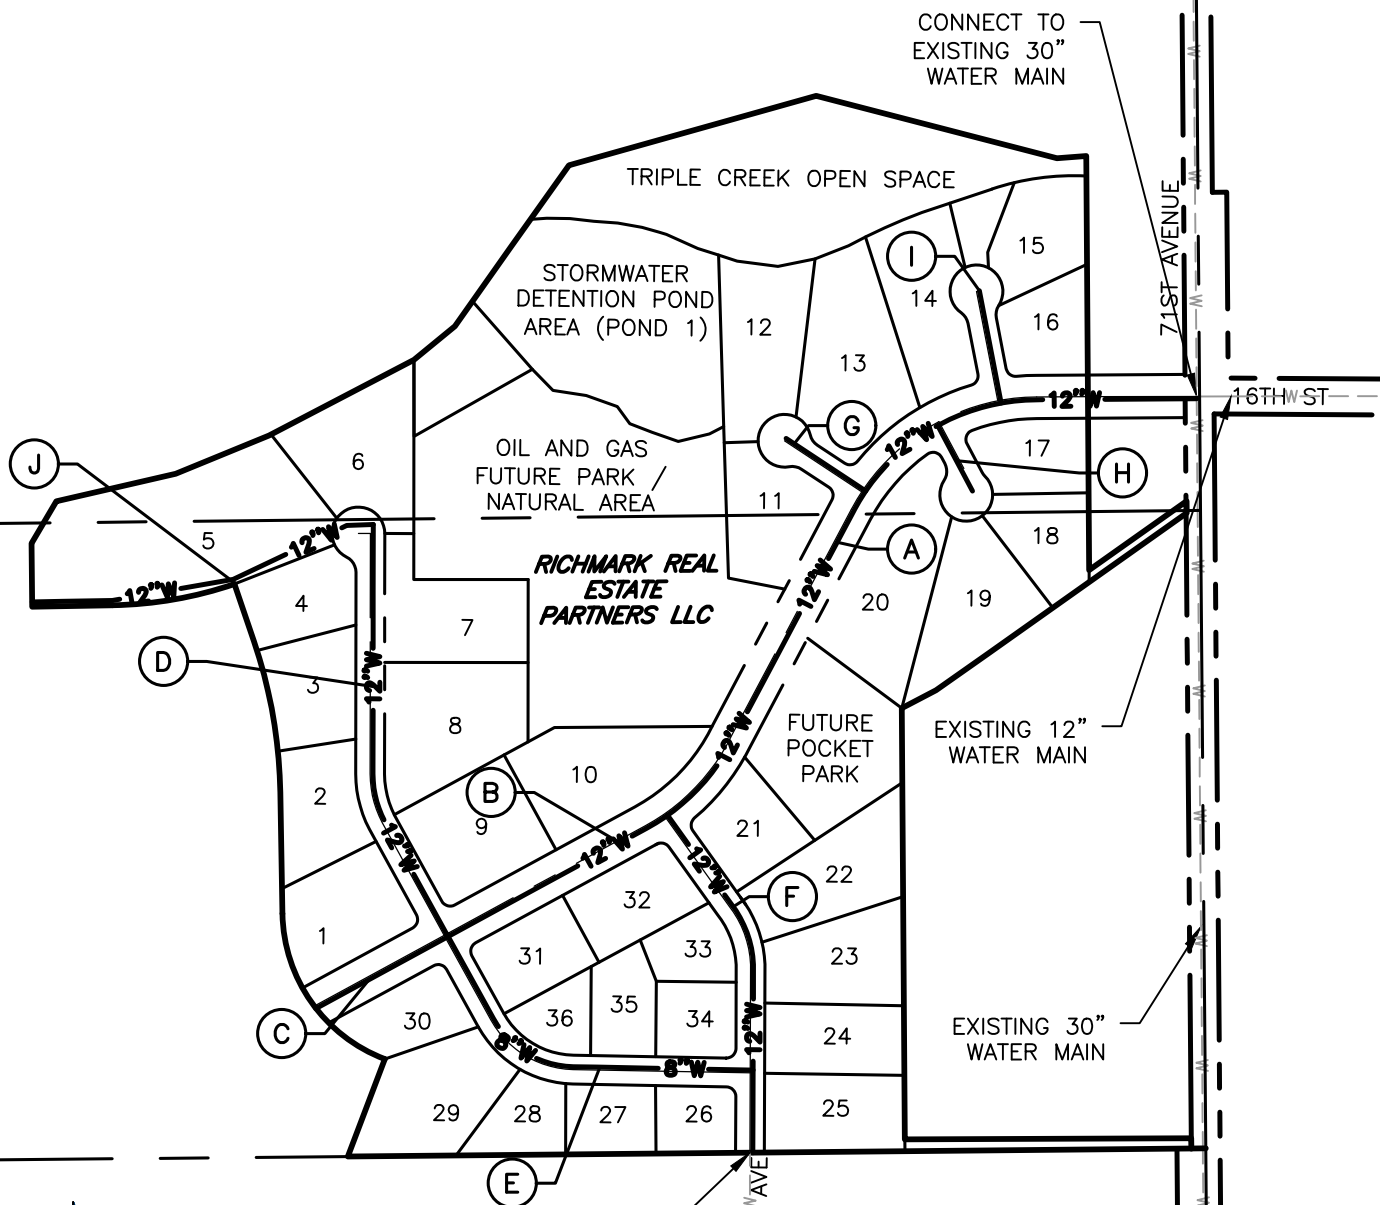 CONNECT TO
EXISTING 30"
WATER MAIN
TRIPLE CREEK OPEN SPACE
71ST AVENUE
W
W
W
15
I
STORMWATER
DETENTION POND
AREA (POND 1)
14
12
16
13
12"W
16TH ST
W
G
12"W
OIL AND GAS
FUTURE PARK /
NATURAL AREA
6
J
17
H
11
5
12"W
18
A
RICHMARK REAL
ESTATE
PARTNERS LLC
12"W
4
12"W
20
19
7
D
12"W
3
8
12"W
FUTURE
POCKET
PARK
EXISTING 12"
WATER MAIN
W
W
10
2
B
9
21
12"W
12"W
12"W
22
F
32
1
31
33
23
W
35
36
34
12"W
24
C
30
8"W
8"W
EXISTING 30"
WATER MAIN
29
28
27
26
25
E
AVE
W
W